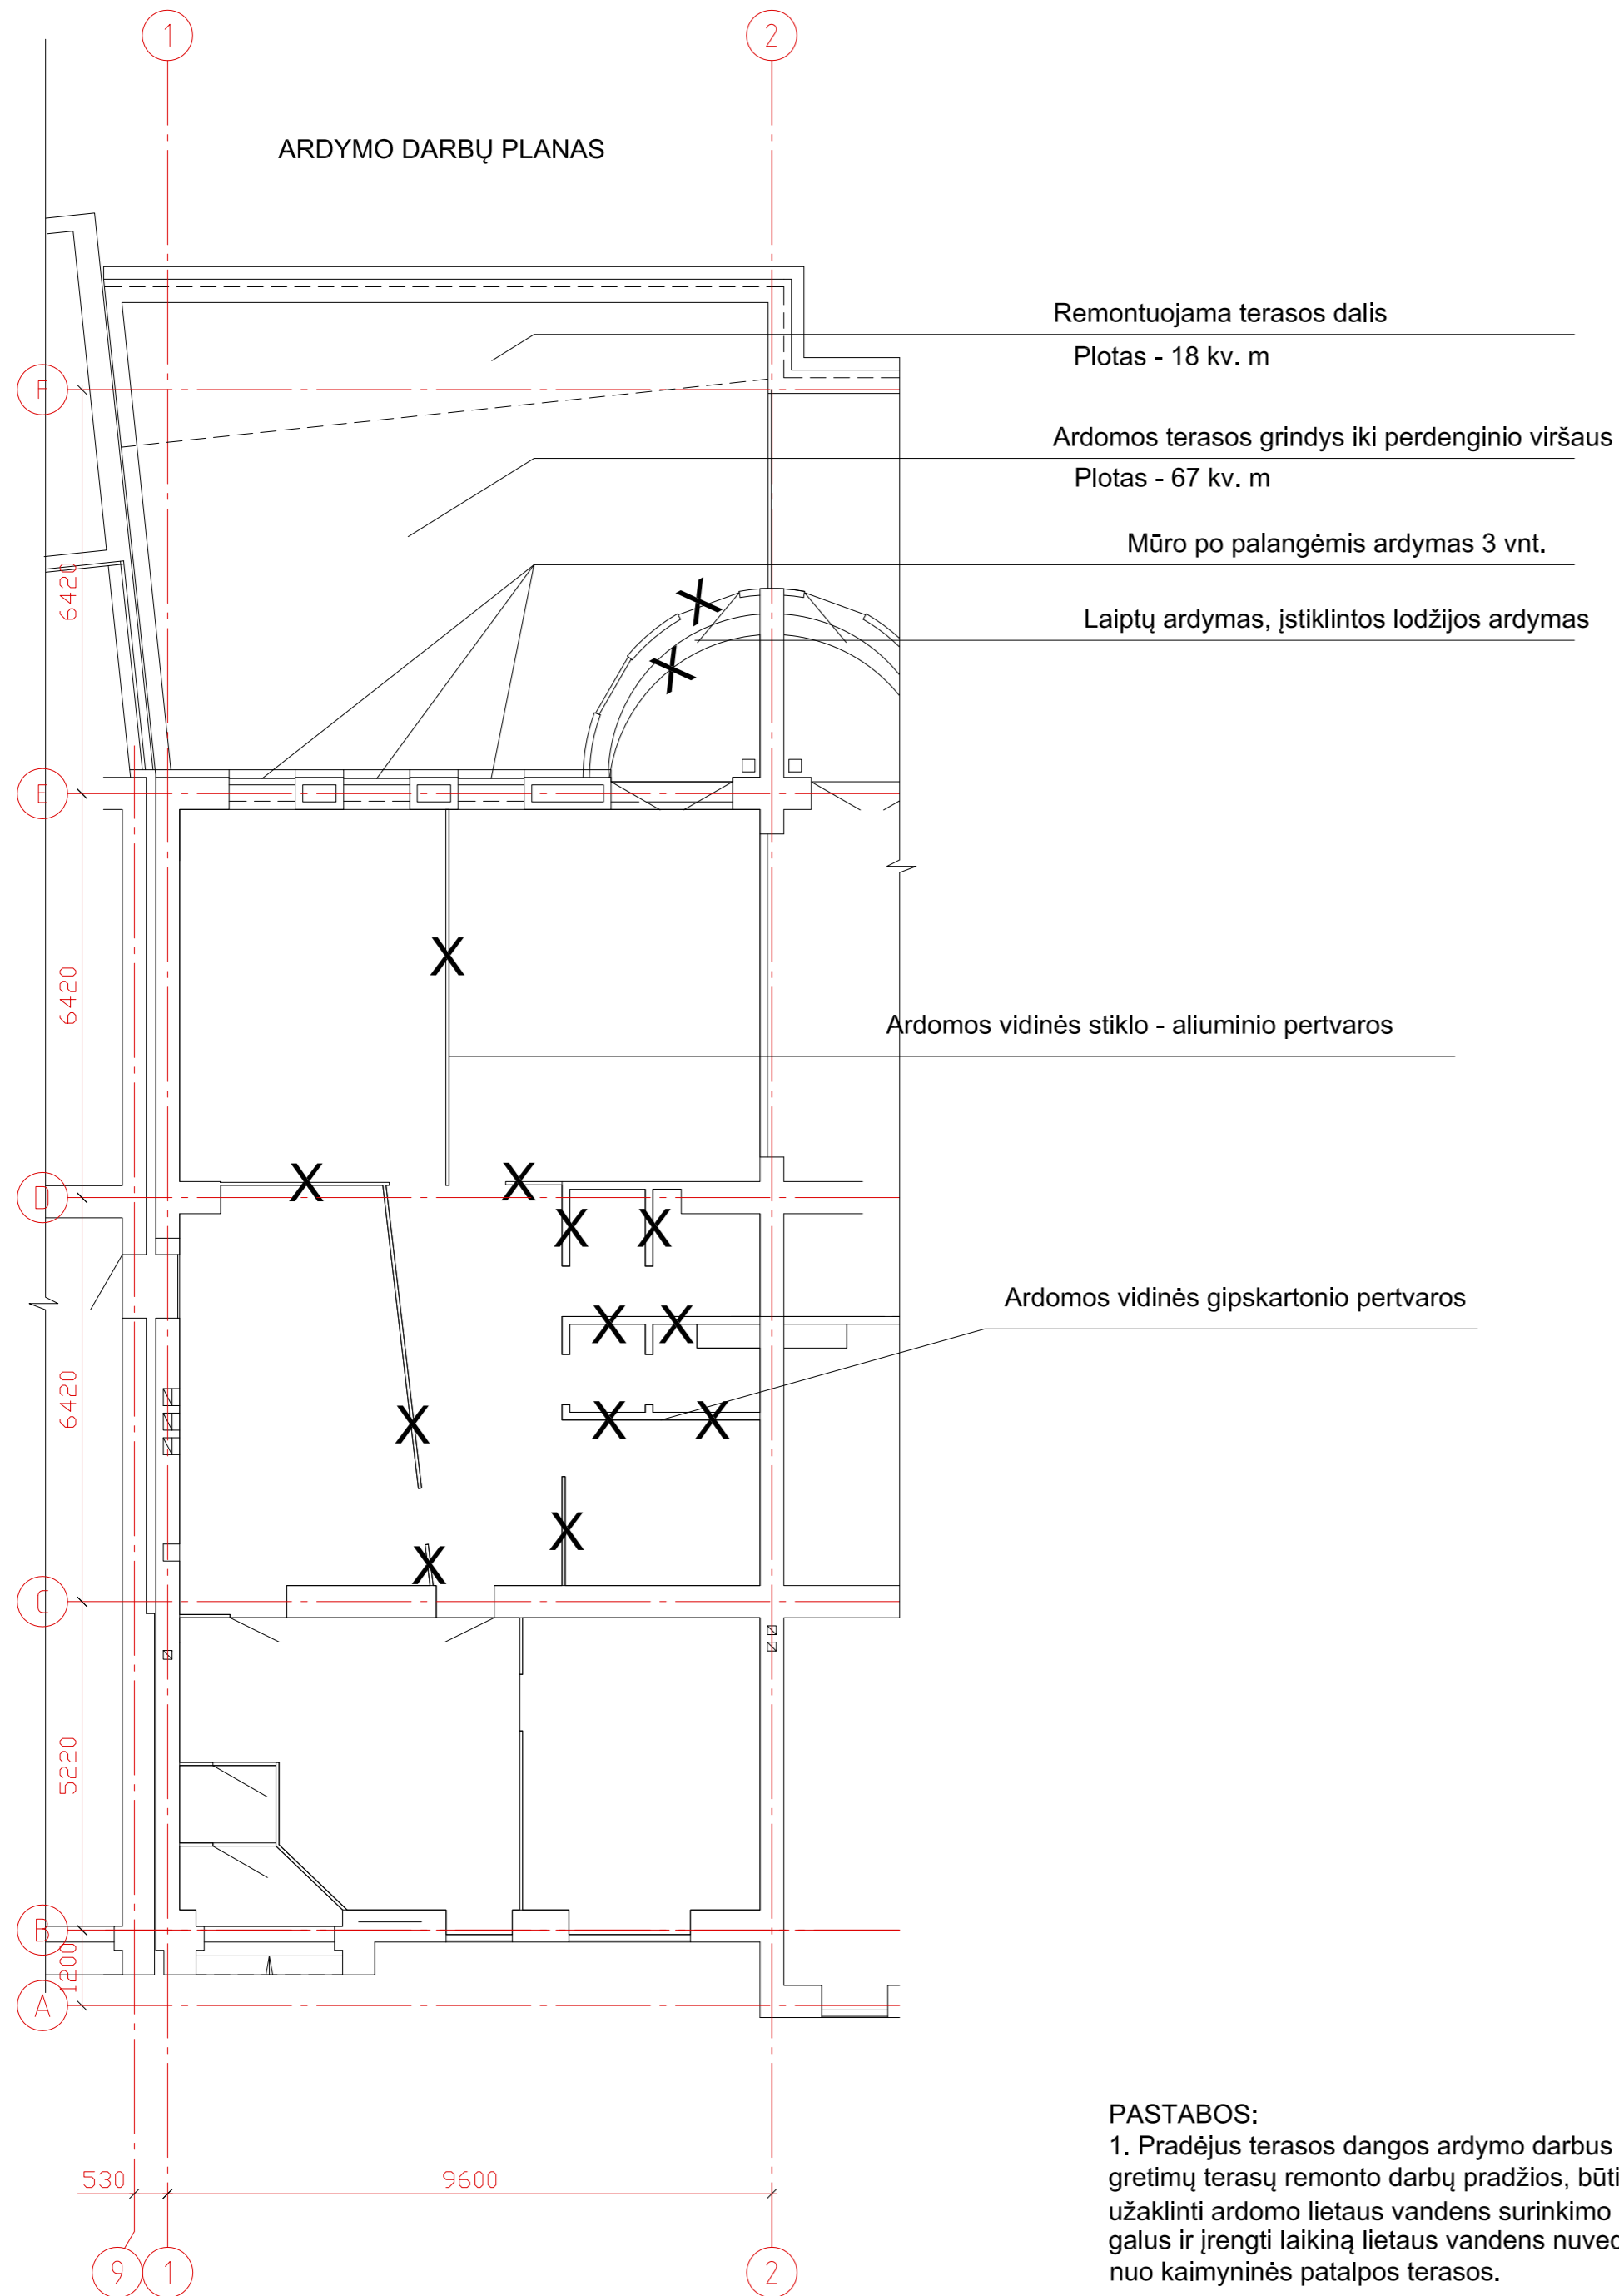 1
2
ARDYMO DARBŲ PLANAS
Remontuojama terasos dalis
Plotas - 18 kv. m
F
Ardomos terasos grindys iki perdenginio viršaus
Plotas - 67 kv. m
Mūro po palangėmis ardymas 3 vnt.
6420
X
Laiptų ardymas, įstiklintos lodžijos ardymas
X
E
X
6420
Ardomos vidinės stiklo - aliuminio pertvaros
D
X X
X X
Ardomos vidinės gipskartonio pertvaros
X X
6420
X X X
X
X
C
5220
B
1200
A
PASTABOS:
1. Pradėjus terasos dangos ardymo darbus
gretimų terasų remonto darbų pradžios, būti
užaklinti ardomo lietaus vandens surinkimo
galus ir įrengti laikiną lietaus vandens nuved
nuo kaimyninės patalpos terasos.
530
9600
9
1
2